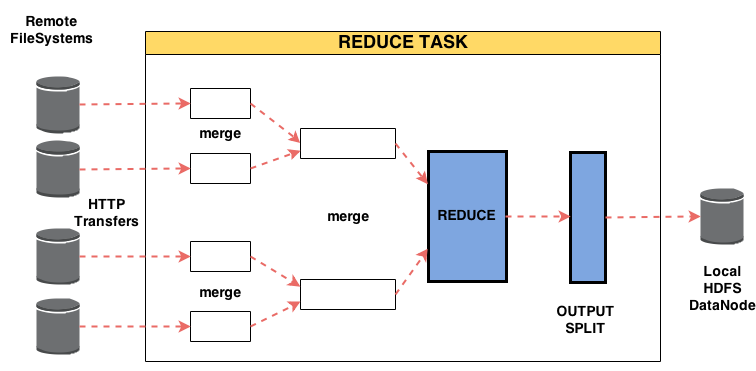 Remote
FileSystems
REDUCE TASK
merge
HTTP
Transfers
merge
REDUCE
merge
OUTPUT
SPLIT
Local
HDFS
DataNode